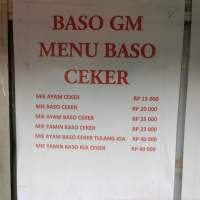 BASO GM
MENU BASO
CEKER
MIE AYAM CEKER RP 15 000
MIE BASO CEKER RP 20 000
MIE AYAM BASO CEKER RP 25 000
MIE YAMIN BASO CEKER RP 23 000
MIE AYAM BASO CEKER TULANG IGA RP 40 000
MIE YAMIN BASO IGA CEKER RP 40 000